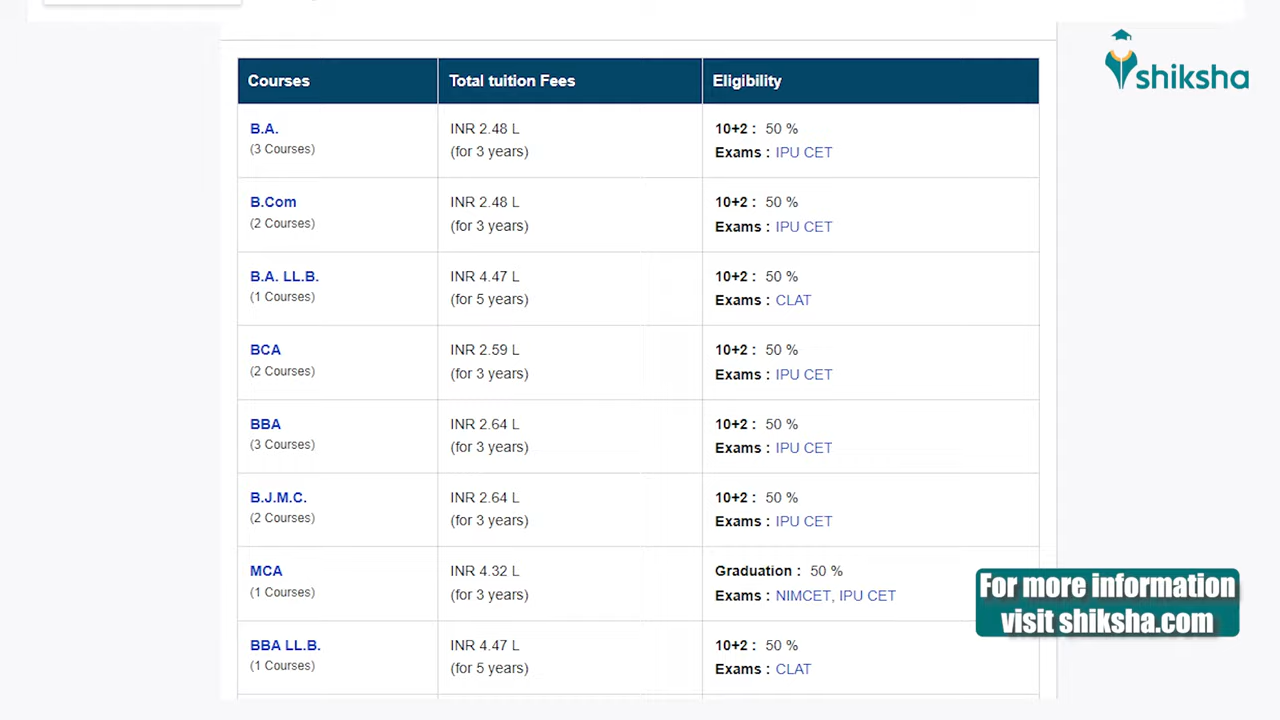 shiksha
Courses
Total tuition Fees
Eligibility
B.A.
(3 Courses)
INR 2.48 L
(for 3 years)
10+2 : 50 %
Exams : IPU CET
B.Com
(2 Courses)
INR 2.48 L
(for 3 years)
10+2 : 50 %
Exams : IPU CET
B.A. LL.B.
(1 Courses)
INR 4.47 L
(for 5 years)
10+2 : 50 %
Exams : CLAT
BCA
(2 Courses)
INR 2.59 L
(for 3 years)
10+2 : 50 %
Exams : IPU CET
BBA
(3 Courses)
INR 2.64 L
(for 3 years)
10+2 : 50 %
Exams : IPU CET
B.J.M.C.
(2 Courses)
INR 2.64 L
(for 3 years)
10+2 : 50 %
Exams : IPU CET
MCA
(1 Courses)
INR 4.32 L
(for 3 years)
Graduation : 50 %
Exams : NIMCET, IPU CET
BBA LL.B.
(1 Courses)
INR 4.47 L
(for 5 years)
10+2 : 50 %
Exams : CLAT
For more information
visit shiksha.com